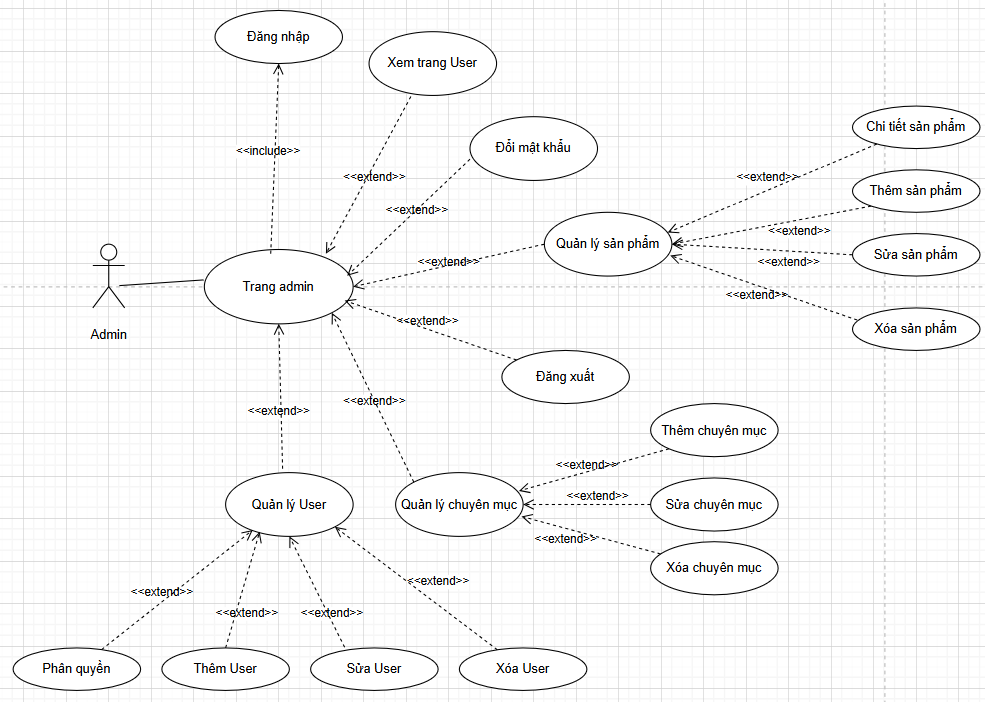 Đăng nhập
Xem trang User
Đổi mật khẩu
Chi tiết sản phẩm
<<include>>
<<extend>>
<<extend>>
<<extend>>
Thêm sản phẩm
<<extend>>
Quản lý sản phẩm
Sửa sản phẩm
<<extend>>
<<extend>>
Trang admin
<<extend>>
Xóa sản phẩm
Admin
<<extend>>
Đăng xuất
<<extend>>
<<extend>>
Thêm chuyên mục
<<extend>>
Quản lý User
Quản lý chuyên mục
<<extend>>
Sửa chuyên mục
<<extend>>
Xóa chuyên mục
<<extend>>
<<extend>>
<<extend>>
<<extend>>
Phân quyền
Thêm User
Sửa User
Xóa User